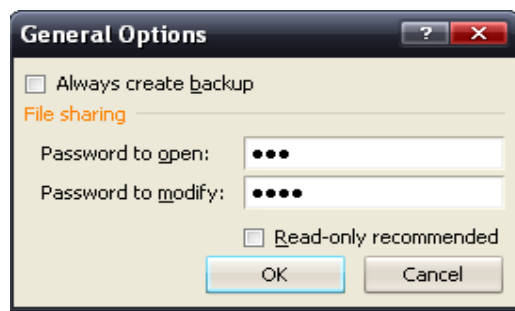 General Options
?
Always create backup
File sharing
Password to open: •••
Password to modify: ••••
Read-only recommended
OK Cancel